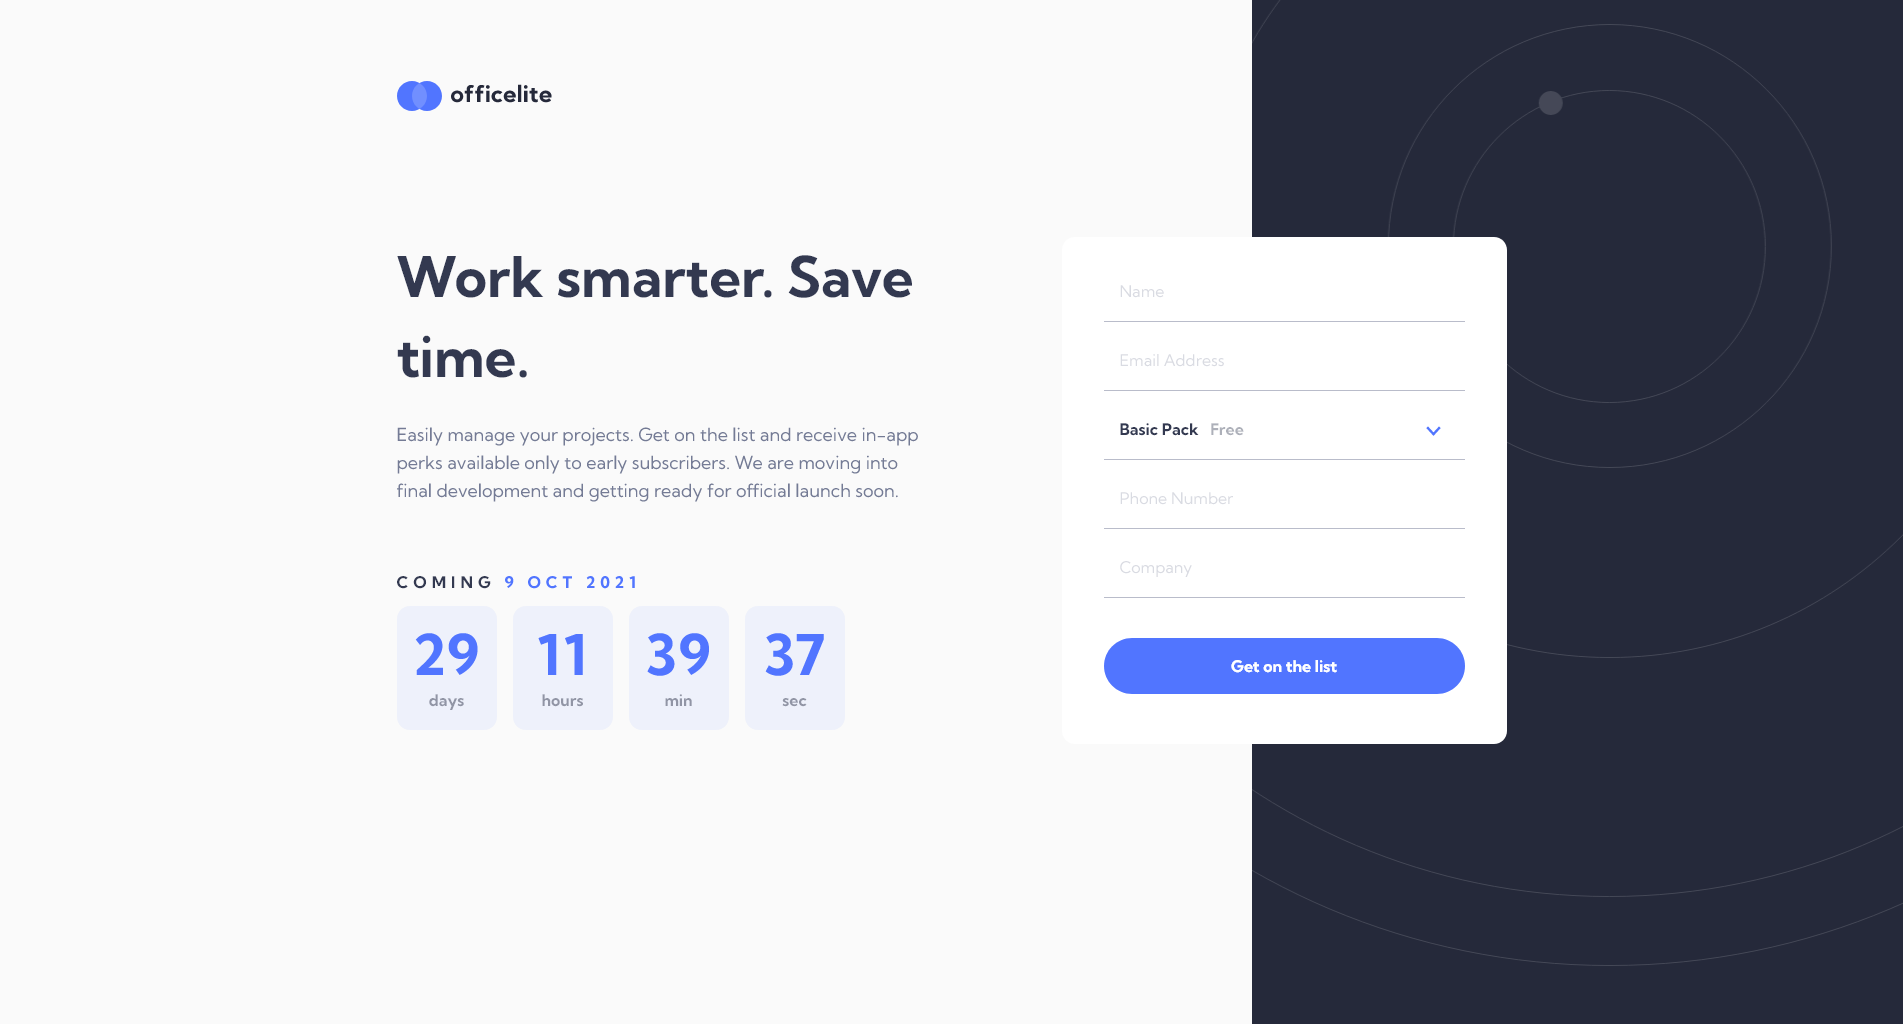 officelite
Work smarter. Save
time.
Easily manage your projects. Get on the list and receive in-app
perks available only to early subscribers. We are moving into
final development and getting ready for official launch soon.
COMING 9 OCT 2021
29 11 39 37
days hours min sec
Name
Email Address
Basic Pack Free
Phone Number
Company
Get on the list